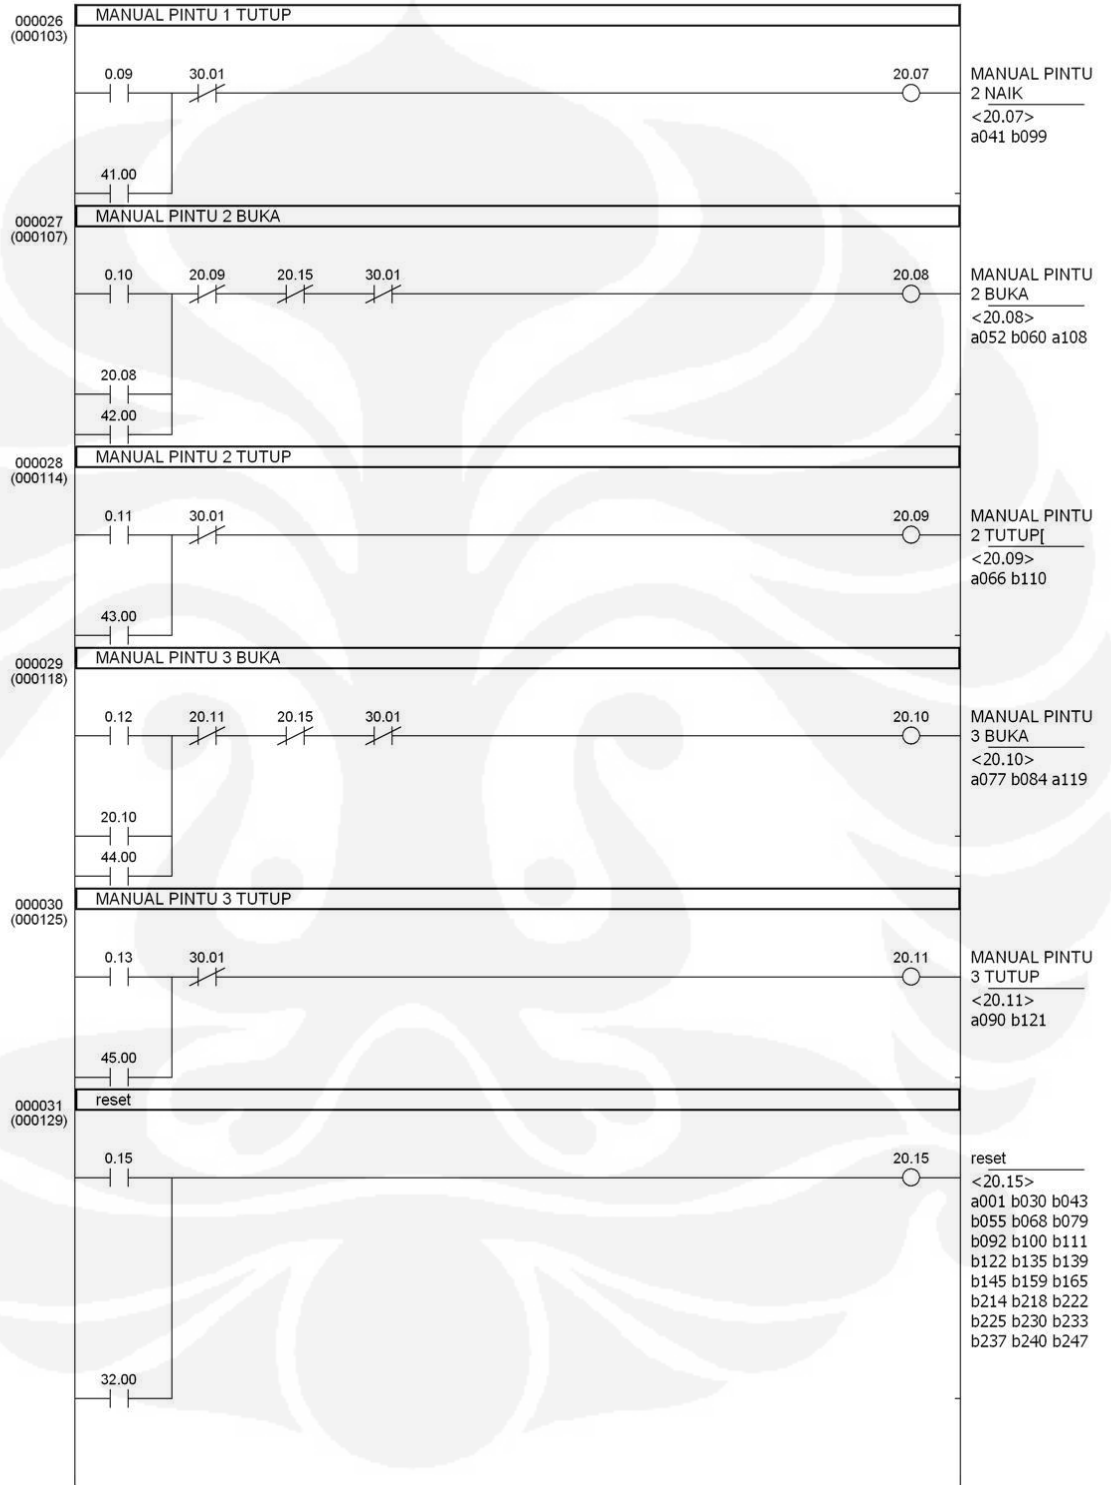 000026
(000103)
MANUAL PINTU 1 TUTUP
0.09 30.01 20.07
MANUAL PINTU
2 NAIK
<20.07>
a041 b099
41.00
000027
(000107)
MANUAL PINTU 2 BUKA
0.10 20.09 20.15 30.01 20.08
MANUAL PINTU
2 BUKA
<20.08>
a052 b060 a108
20.08
42.00
000028
(000114)
MANUAL PINTU 2 TUTUP
0.11 30.01 20.09
MANUAL PINTU
2 TUTUP[
<20.09>
a066 b110
43.00
000029
(000118)
MANUAL PINTU 3 BUKA
0.12 20.11 20.15 30.01 20.10
MANUAL PINTU
3 BUKA
<20.10>
a077 b084 a119
20.10
44.00
000030
(000125)
MANUAL PINTU 3 TUTUP
0.13 30.01 20.11
MANUAL PINTU
3 TUTUP
<20.11>
a090 b121
45.00
000031
(000129)
reset
0.15 20.15
reset
<20.15>
a001 b030 b043
b055 b068 b079
b092 b100 b111
b122 b135 b139
b145 b159 b165
b214 b218 b222
b225 b230 b233
b237 b240 b247
32.00